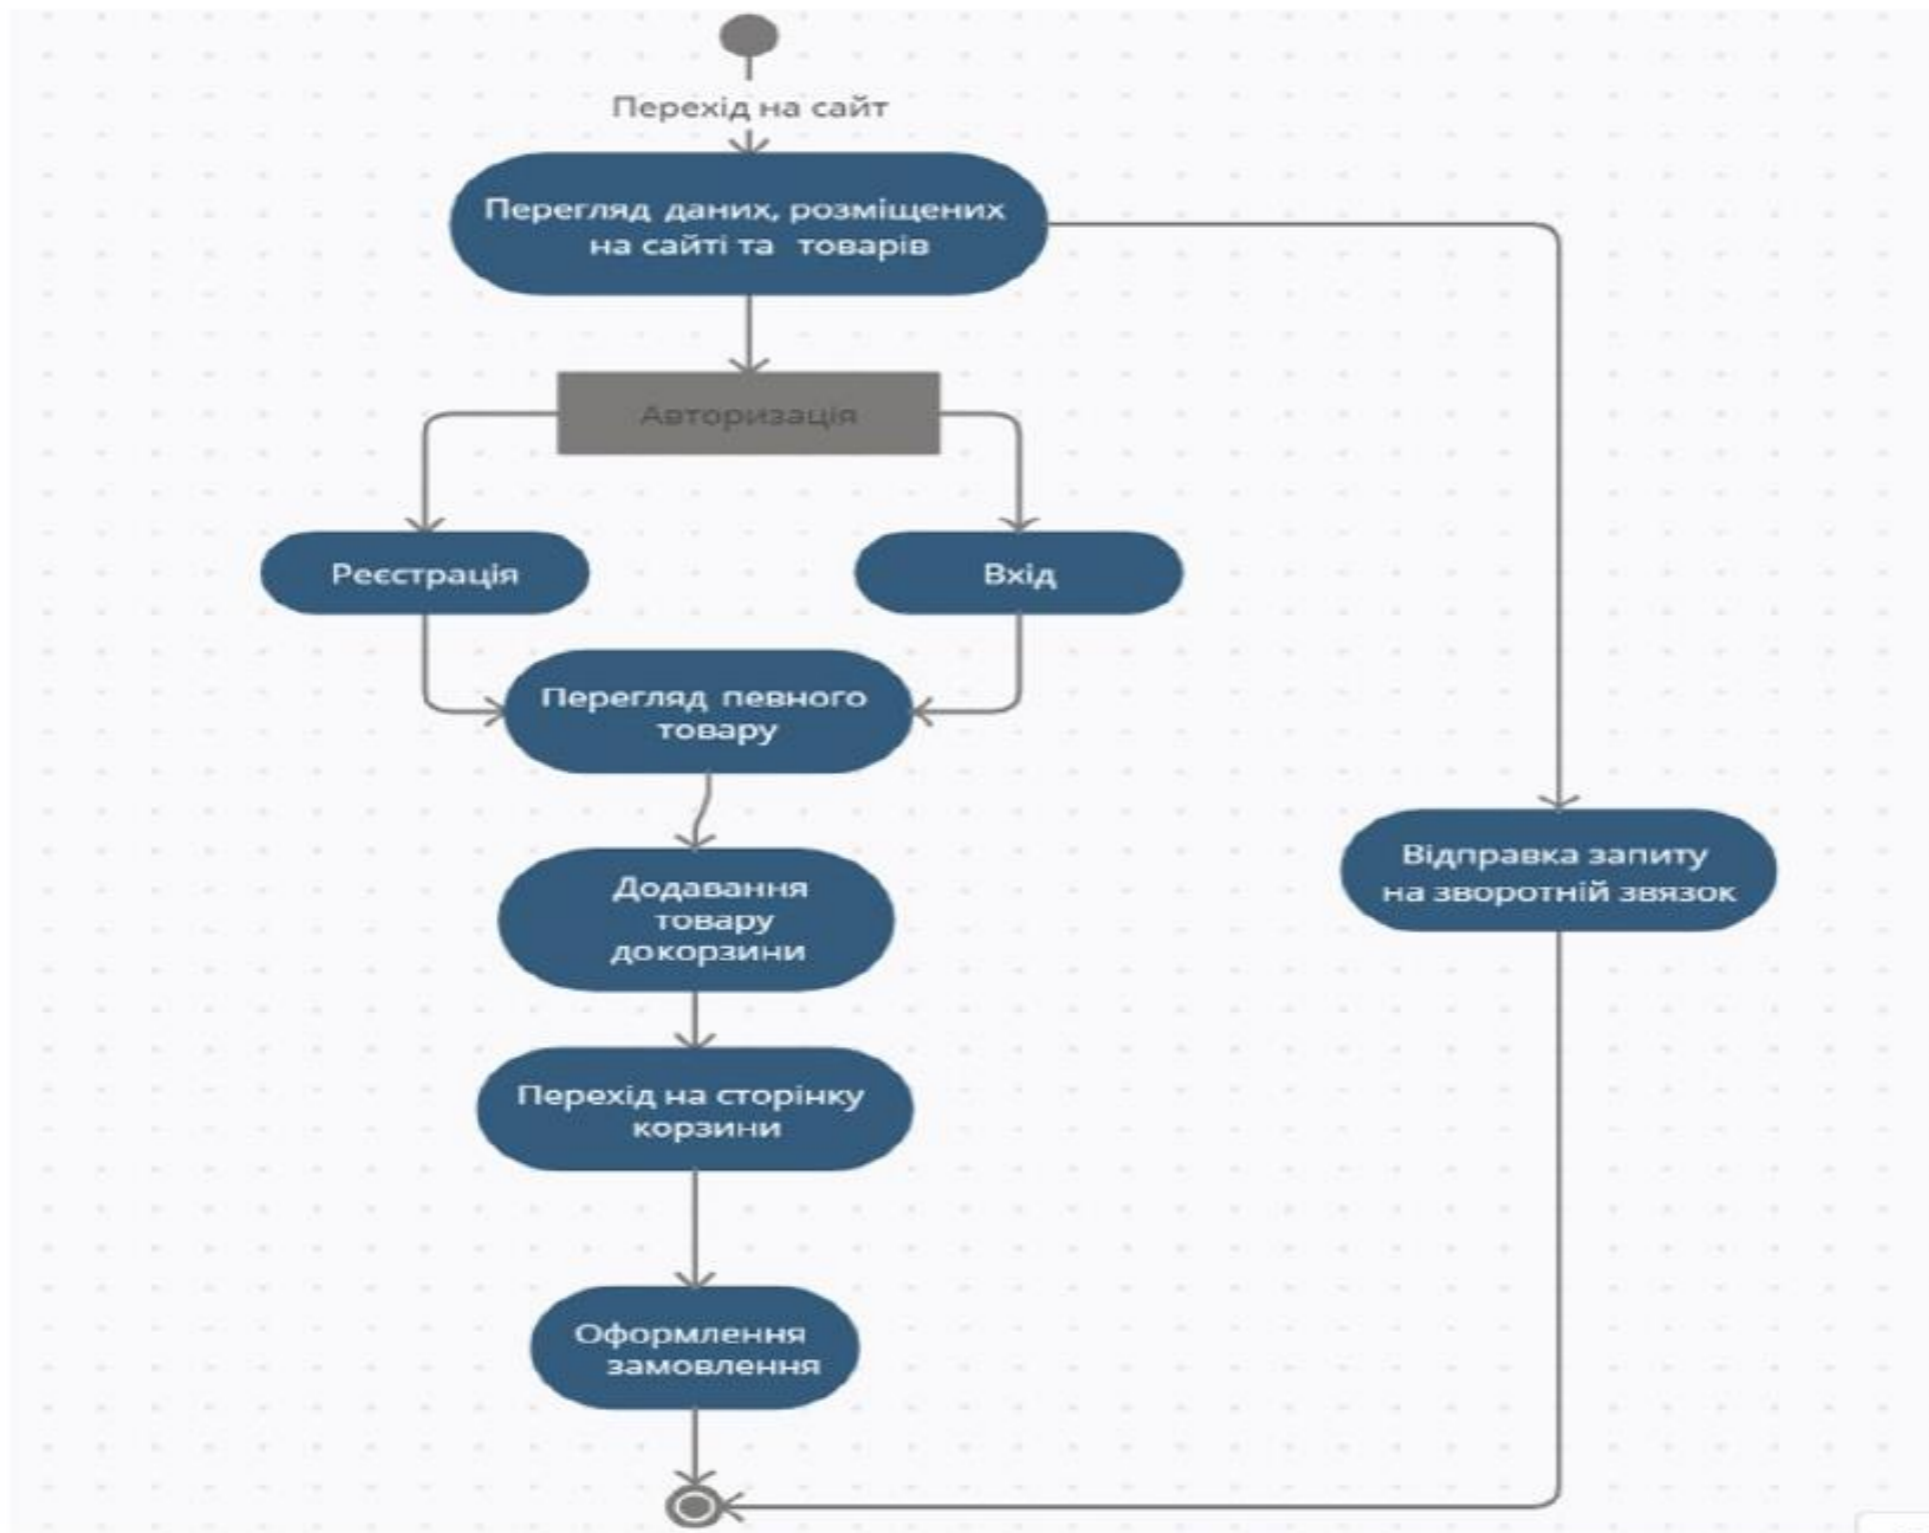 Перехід на сайт
Перегляд даних, розміщених
на сайті та товарів
Авторизація
Реєстрація
Вхід
Перегляд певного
товару
Додавання
товару
докорзини
Відправка запиту
на зворотній звязок
Перехід на сторінку
корзини
Оформлення
замовлення